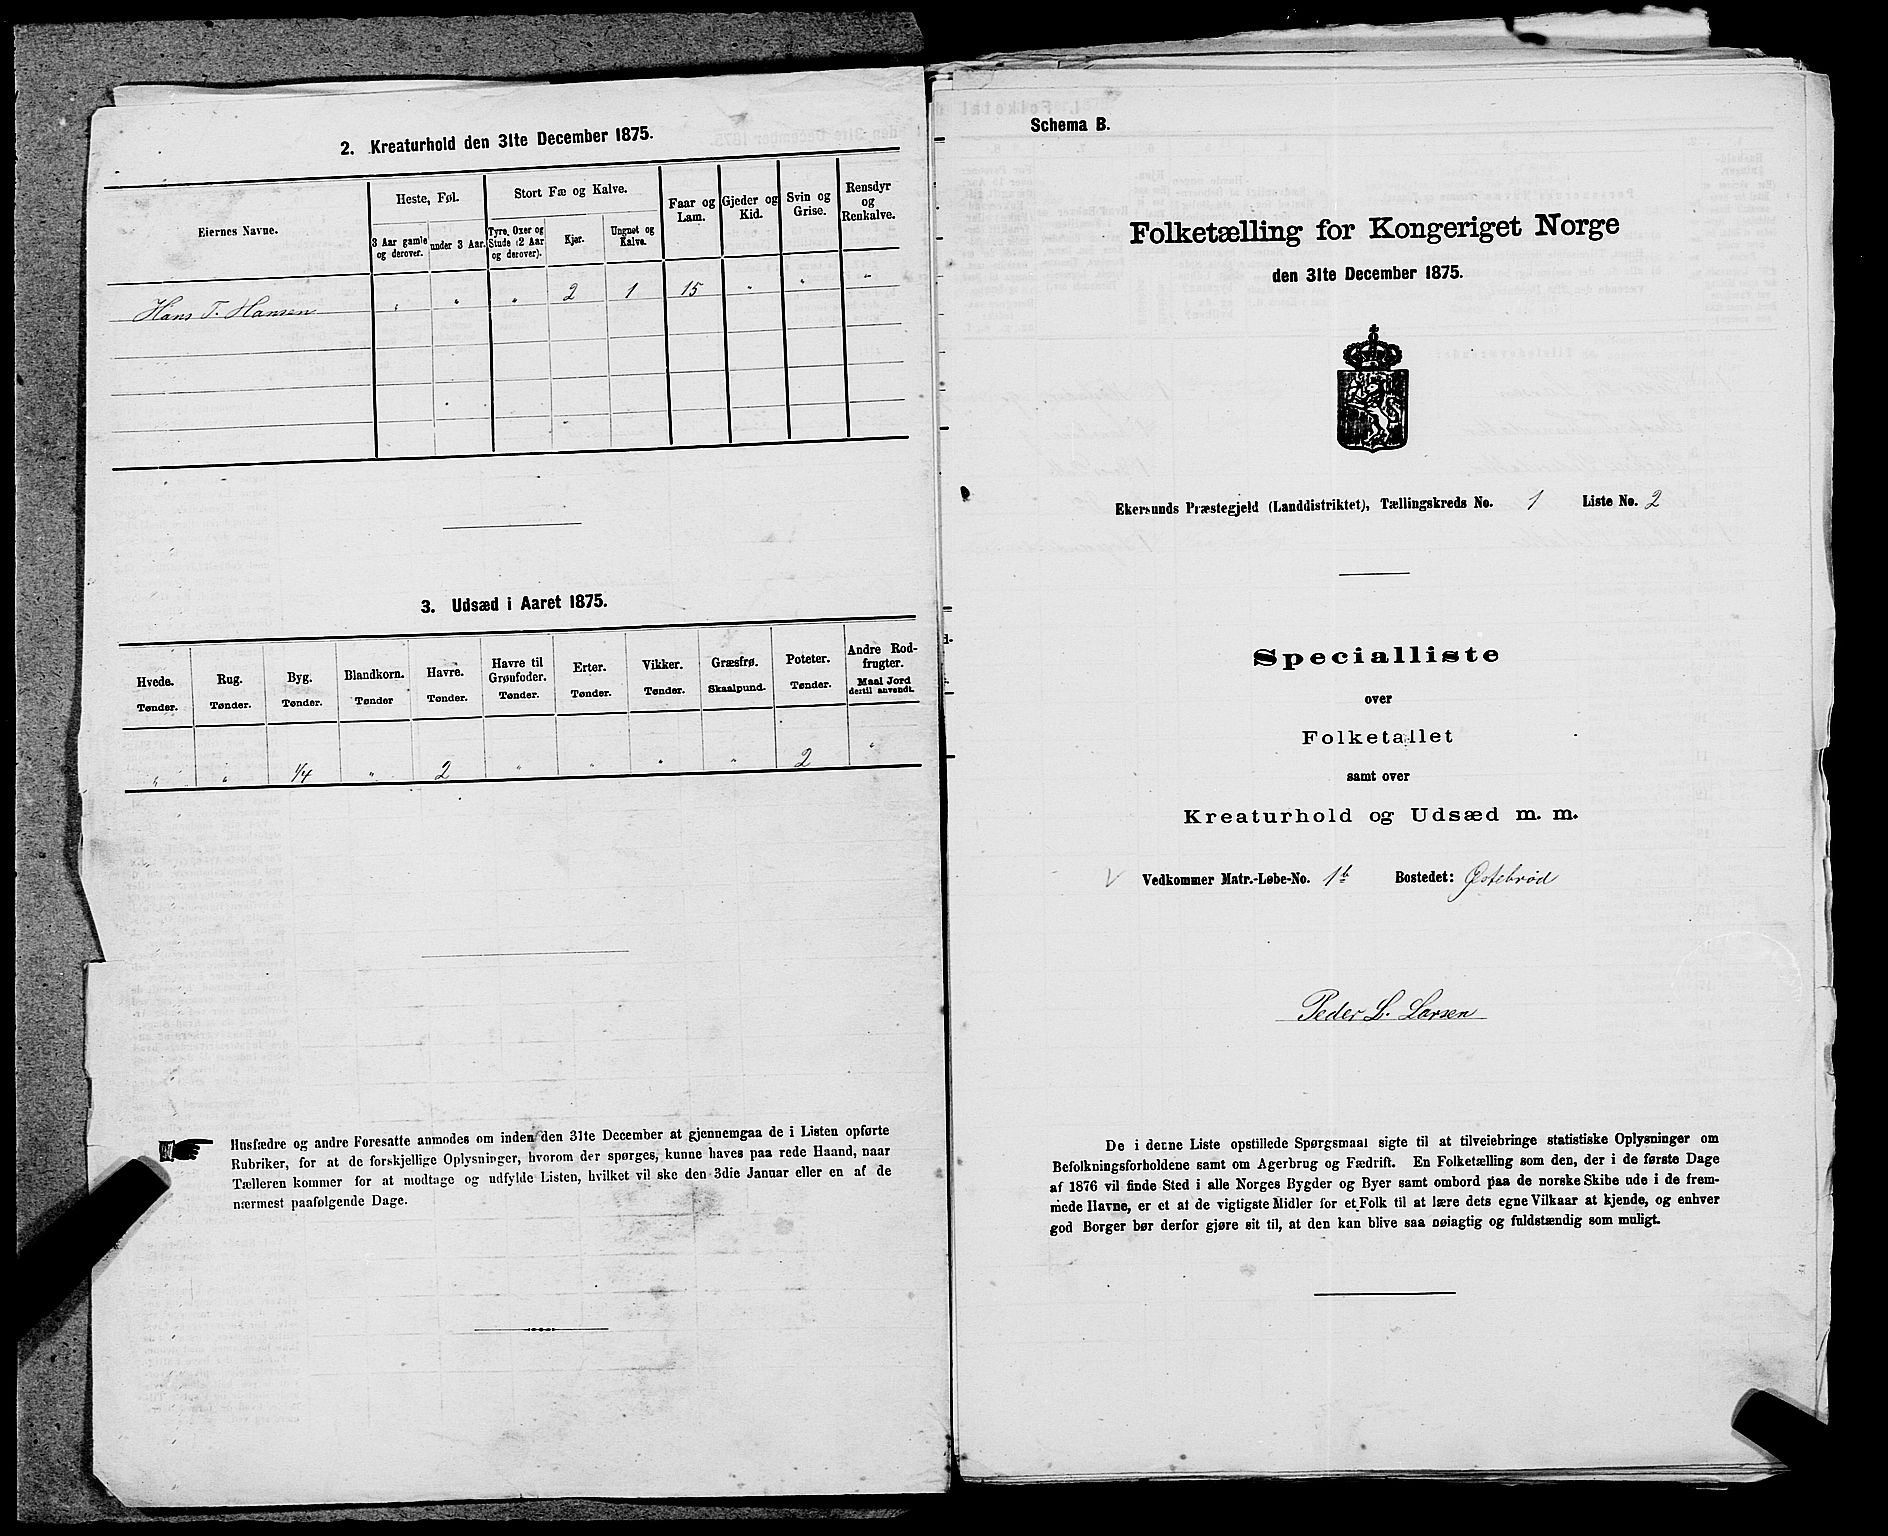 2. Kreaturhold den 31te December 1875.
Eiernes Navne.
Heste, Føl.
Stort Fæ og Kalve.
Faar og Lam.
Gjeder og Kid.
Svin og Grise.
Rensdyr og Renkalve.
3 Aar gamle og derover.
under 3 Aar.
Tyre, Oxer og Stude (2 Aar og derover).
Kjør.
Ungnøt og Kalve.
Hans T. Hansen " " " 2 1 15 " " "
3. Udsæd i Aaret 1875.
Hvede. Rug. Byg. Blandkorn. Havre. Havre til Grønfoder. Erter. Vikker. Græsfrø. Poteter. Andre Rodfrugter.
Tønder. Tønder. Tønder. Tønder Tønder. Tønder. Tønder. Tønder. Skaalpund. Tønder. Maal Jord dertil anvendt.
" " 1/4 " 2 " " " " 2 "
Husfædre og andre Foresatte anmodes om inden den 31te December at gjennemgaa de i Listen opførte
Rubriker, for at de forskjellige Oplysninger, hvorom der spørges, kunne haves paa rede Haand, naar
Tælleren kommer for at modtage og udfylde Listen, hvilket vil ske den 3die Januar eller en af de
nærmest paafølgende Dage.
Schema B.
Folketælling for Kongeriget Norge
den 31te December 1875.
Ekersunds Præstegjeld (Landdistriktet), Tællingskreds No. 1 Liste No. 2
Specialliste
over
Folketallet
samt over
Kreaturhold og Udsæd m. m.
Vedkommer Matr.-Løbe-No. 1b Bostedet: Østebrød
Peder L. Larsen
De i denne Liste opstillede Spørgsmaal sigte til at tilveiebringe statistiske Oplysninger om
Befolkningsforholdene samt om Agerbrug og Fædrift. En Folketælling som den, der i de første Dage
af 1876 vil finde Sted i alle Norges Bygder og Byer samt ombord paa de norske Skibe ude i de frem-
mede Havne, er et af de vigtigste Midler for et Folk til at lære dets egne Vilkaar at kjende, og enhver
god Borger bør derfor gjøre sit til, at den kan blive saa nøiagtig og fuldstændig som muligt.